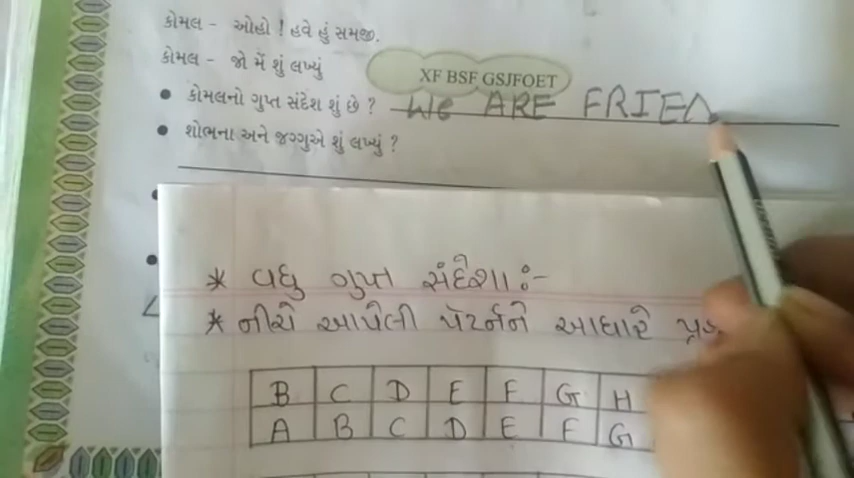 કોમલ - ઓહો ! હવે હું સમજી.
કોમલ - જો મેં શું લખ્યું
XF BSF GSJFOET
• કોમલનો ગુપ્ત સંદેશ શું છે ? We ARE FRIEN
• શોભના અને જગ્ગુએ શું લખ્યું ?
* વધુ ગુપ્ત સંદેશા :-
* નીચે આપેલી પેટર્નને આધારે
B C D E F G H
A B C D E F G